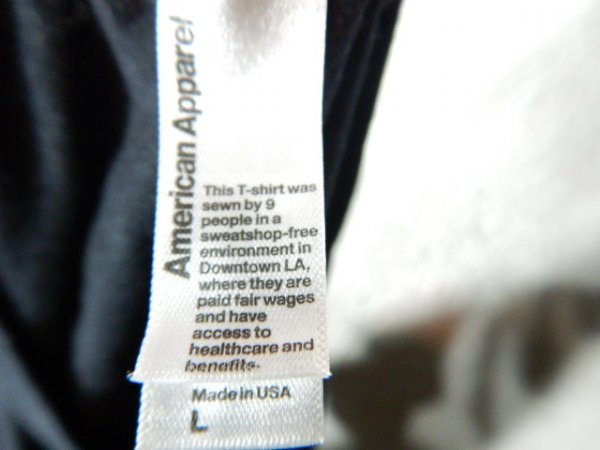 American Apparel
This T-shirt was
sewn by 9
people in a
sweatshop-free
environment in
Downtown LA,
where they are
paid fair wages
and have
access to
healthcare and
benefits.
Made in USA
L